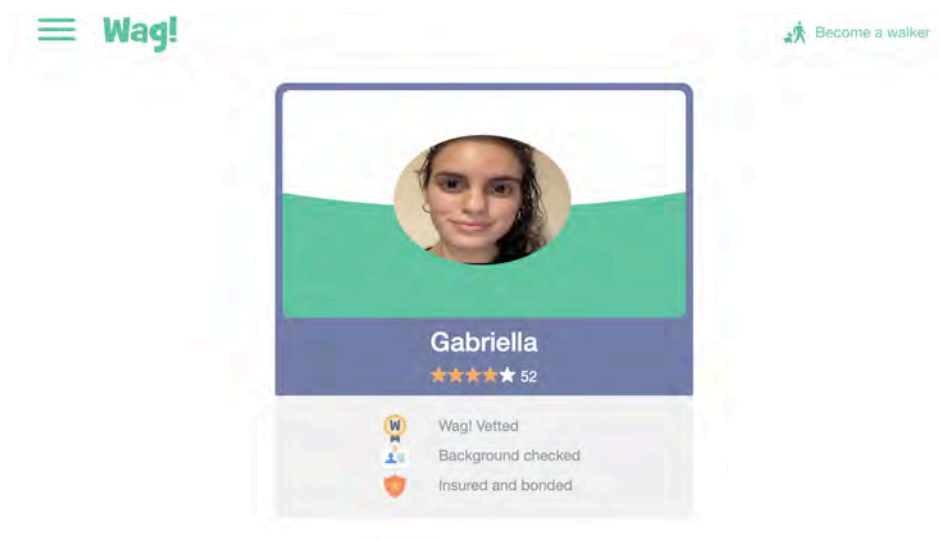 Wag!
Become a walker
Gabriella
52
W
Wag! Vetted
Background checked
Insured and bonded